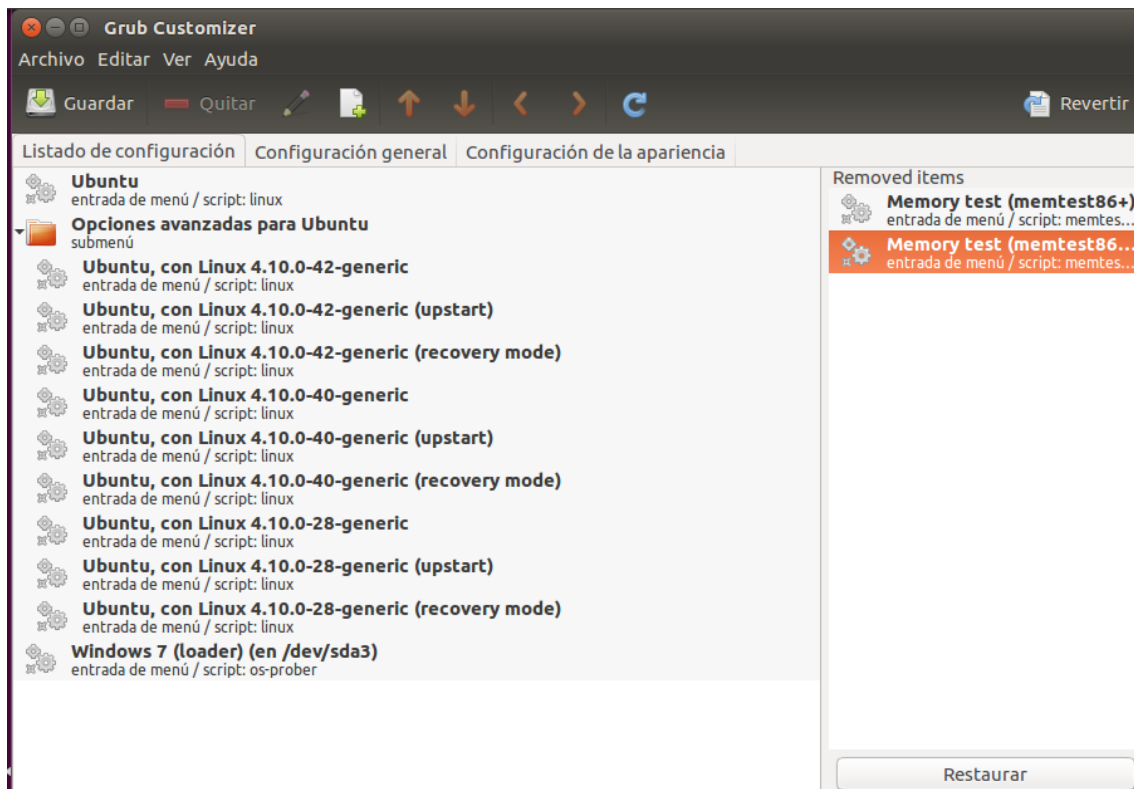 Grub Customizer
Archivo Editar Ver Ayuda
Guardar Quitar Revertir
Listado de configuración Configuración general Configuración de la apariencia
Ubuntu
entrada de menú / script: linux
Opciones avanzadas para Ubuntu
submenú
Ubuntu, con Linux 4.10.0-42-generic
entrada de menú / script: linux
Ubuntu, con Linux 4.10.0-42-generic (upstart)
entrada de menú / script: linux
Ubuntu, con Linux 4.10.0-42-generic (recovery mode)
entrada de menú / script: linux
Ubuntu, con Linux 4.10.0-40-generic
entrada de menú / script: linux
Ubuntu, con Linux 4.10.0-40-generic (upstart)
entrada de menú / script: linux
Ubuntu, con Linux 4.10.0-40-generic (recovery mode)
entrada de menú / script: linux
Ubuntu, con Linux 4.10.0-28-generic
entrada de menú / script: linux
Ubuntu, con Linux 4.10.0-28-generic (upstart)
entrada de menú / script: linux
Ubuntu, con Linux 4.10.0-28-generic (recovery mode)
entrada de menú / script: linux
Windows 7 (loader) (en /dev/sda3)
entrada de menú / script: os-prober
Removed items
Memory test (memtest86+)
entrada de menú / script: memtes...
Memory test (memtest86...
entrada de menú / script: memtes...
Restaurar